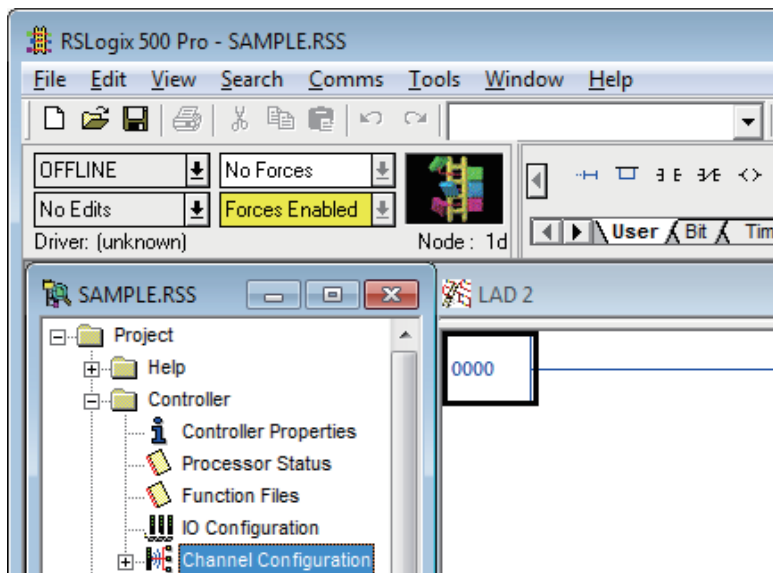 RSLogix 500 Pro - SAMPLE.RSS
File Edit View Search Comms Tools Window Help
OFFLINE No Forces
No Edits Forces Enabled
Driver: (unknown) Node : 1d
User Bit Tim
SAMPLE.RSS
LAD 2
Project
Help
Controller
Controller Properties
Processor Status
Function Files
IO Configuration
Channel Configuration
0000